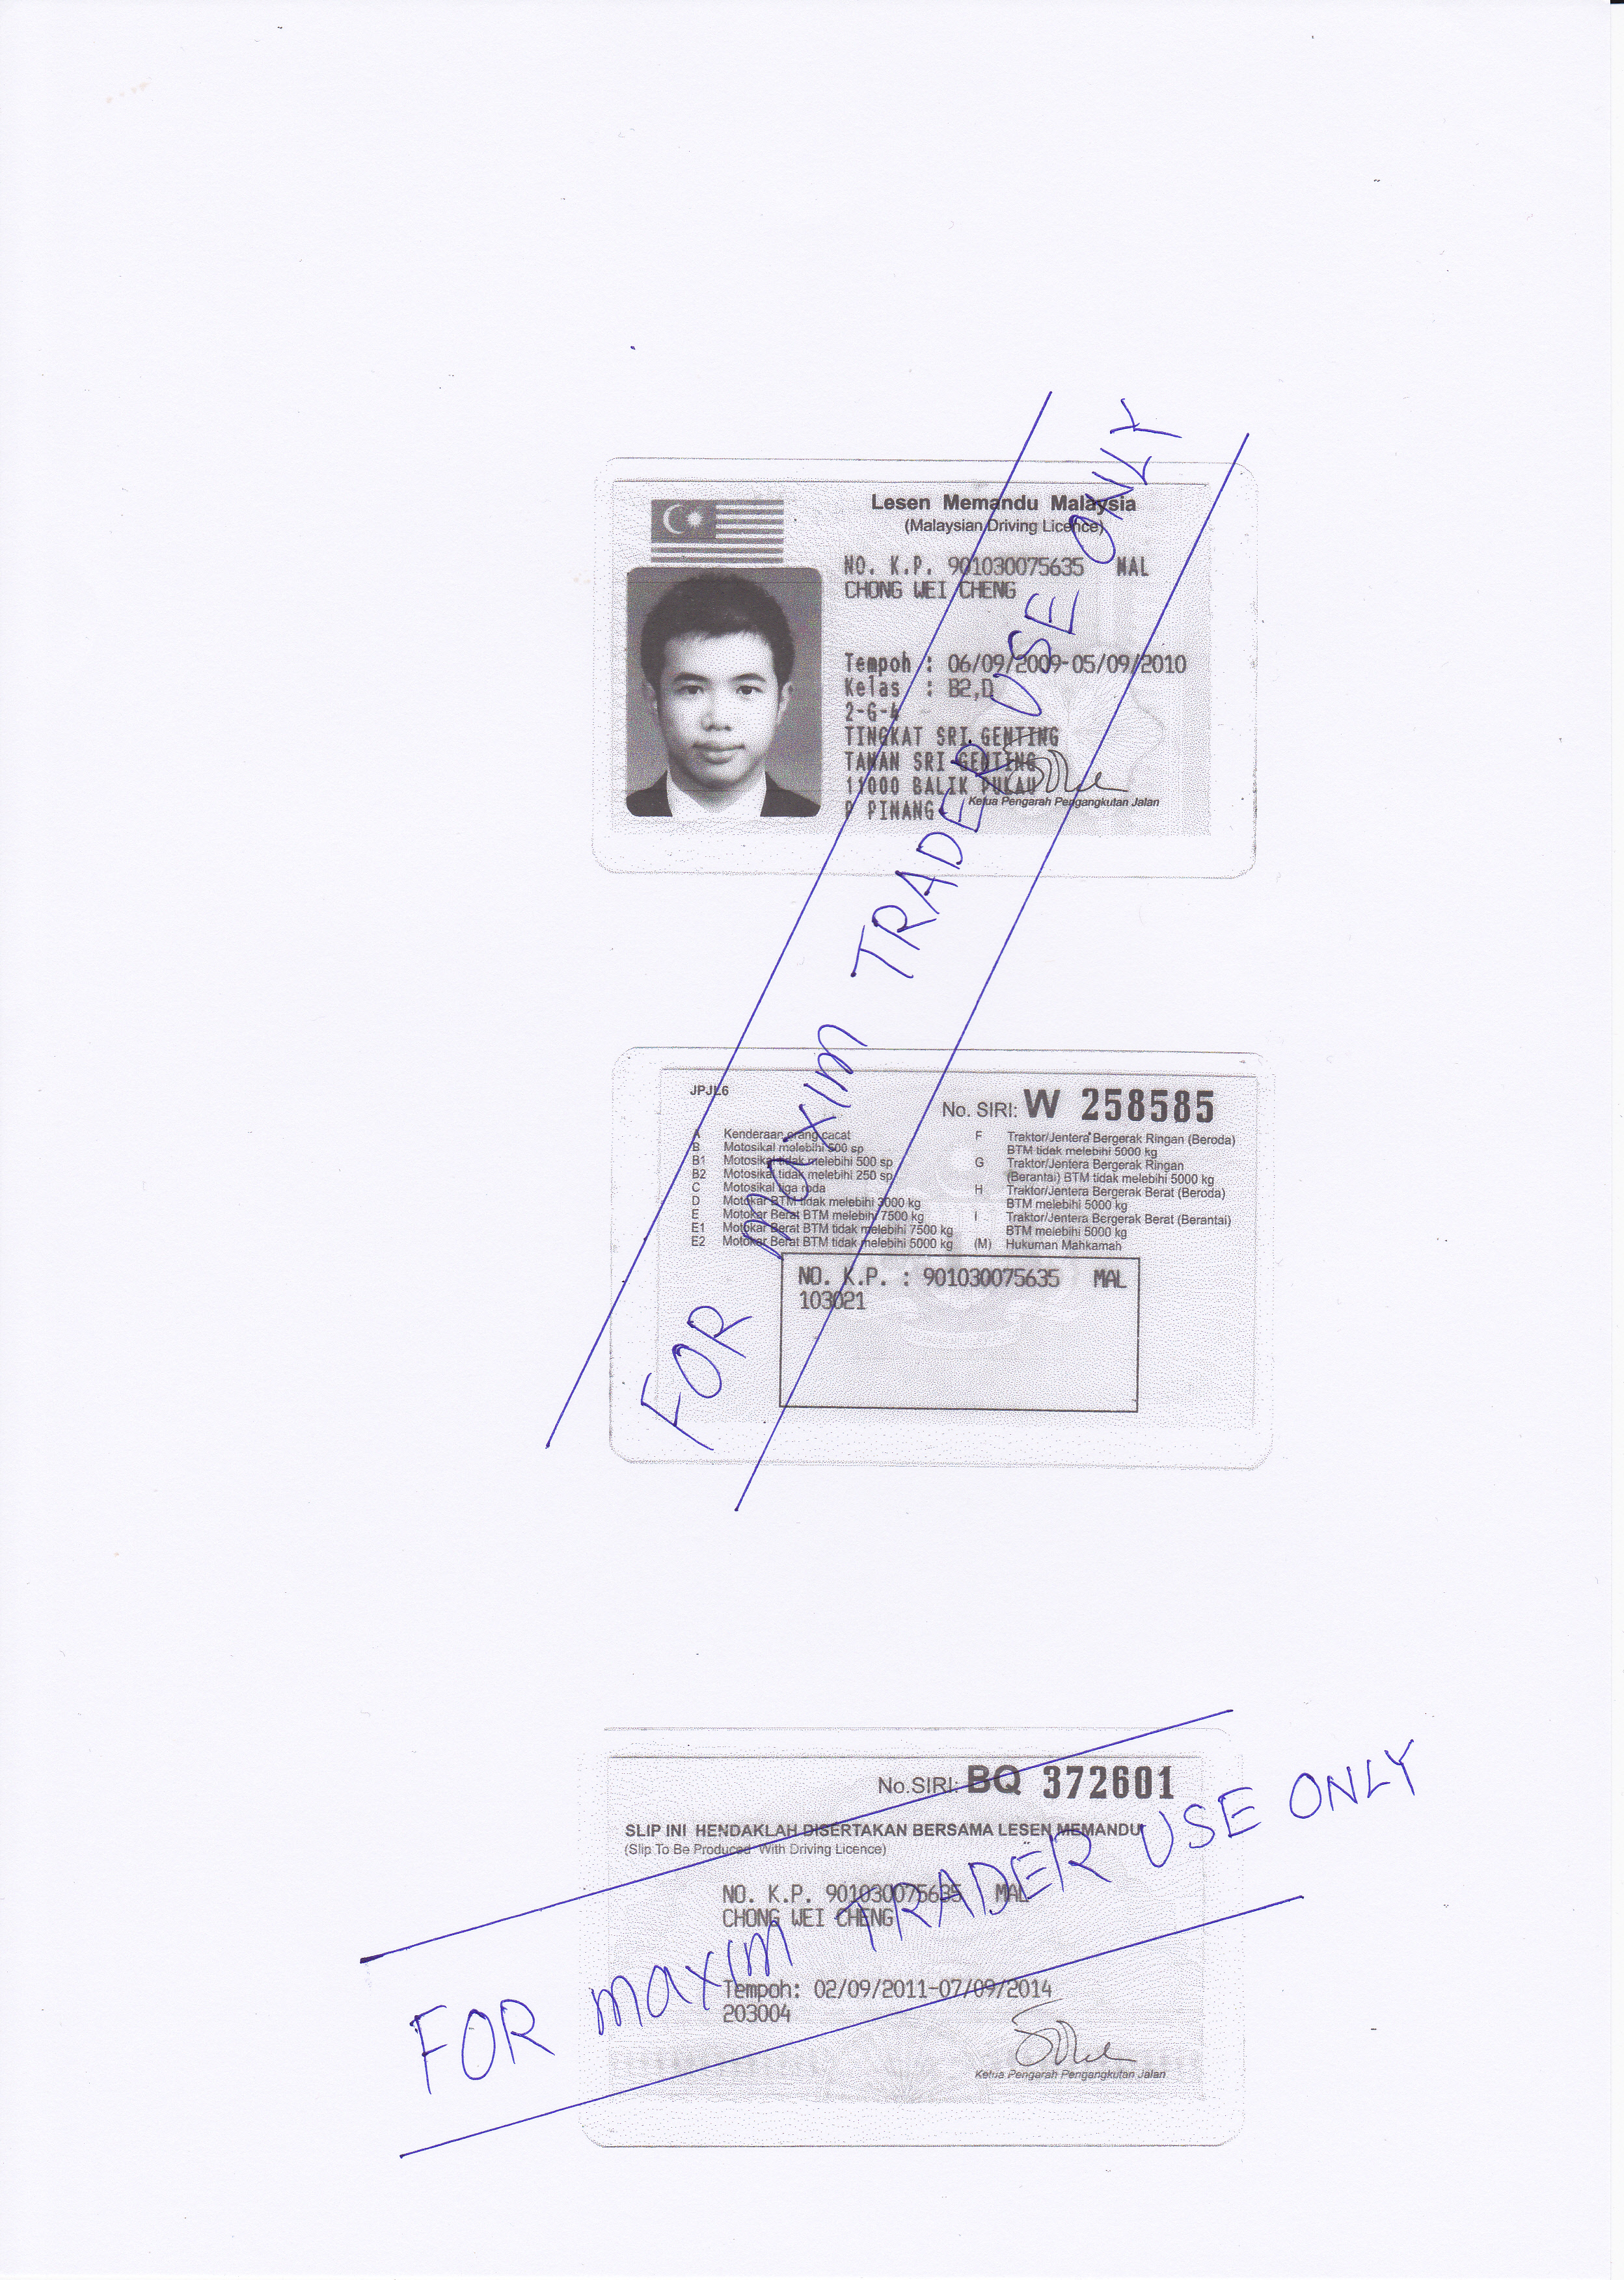 Lesen Memandu Malaysia
(Malaysian Driving Licence)
NO. K.P. 901030075635 MAL
CHONG WEI CHENG
Tempoh : 06/09/2009-05/09/2010
Kelas : B2,D
2-6-4
TINGKAT SRI GENTING
TAMAN SRI GENTING
11000 BALIK PULAU
P PINANG
Ketua Pengarah Pengangkutan Jalan
FOR MAXIM TRADER USE ONLY
JPJL6
No. SIRI: W 258585
A Kenderaan orang cacat
B Motosikal melebihi 500 sp
B1 Motosikal tidak melebihi 500 sp
B2 Motosikal tidak melebihi 250 sp
C Motosikal tiga roda
D Motokar BTM tidak melebihi 3000 kg
E Motokar Berat BTM melebihi 7500 kg
E1 Motokar Berat BTM tidak melebihi 7500 kg
E2 Motokar Berat BTM tidak melebihi 5000 kg
F Traktor/Jentera Bergerak Ringan (Beroda)
BTM tidak melebihi 5000 kg
G Traktor/Jentera Bergerak Ringan
(Berantai) BTM tidak melebihi 5000 kg
H Traktor/Jentera Bergerak Berat (Beroda)
BTM melebihi 5000 kg
I Traktor/Jentera Bergerak Berat (Berantai)
BTM melebihi 5000 kg
(M) Hukuman Mahkamah
NO. K.P. : 901030075635 MAL
103021
No.SIRI: BQ 372601
SLIP INI HENDAKLAH DISERTAKAN BERSAMA LESEN MEMANDU
(Slip To Be Produced With Driving Licence)
NO. K.P. 901030075635 MAL
CHONG WEI CHENG
Tempoh: 02/09/2011-07/09/2014
203004
Ketua Pengarah Pengangkutan Jalan
FOR MAXIM TRADER USE ONLY